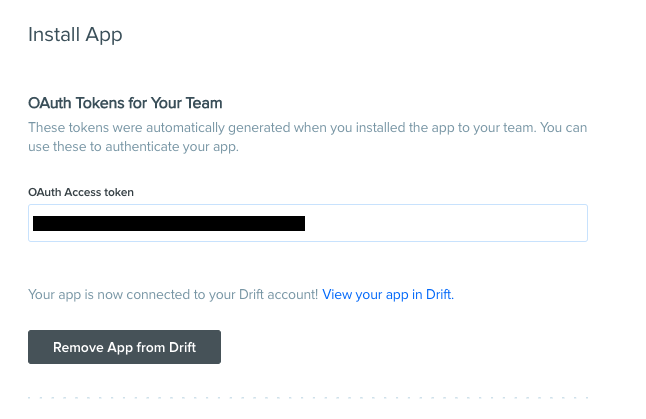 Install App
OAuth Tokens for Your Team
These tokens were automatically generated when you installed the app to your team. You can
use these to authenticate your app.
OAuth Access token
Your app is now connected to your Drift account! View your app in Drift.
Remove App from Drift